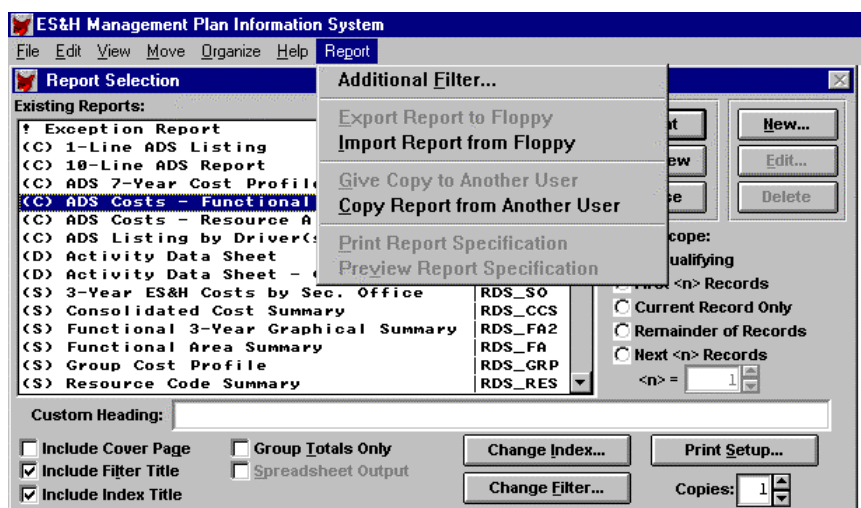 ES&H Management Plan Information System
File Edit View Move Organize Help Report
Report Selection
Additional Filter...
Export Report to Floppy
Import Report from Floppy
Give Copy to Another User
Copy Report from Another User
Print Report Specification
Preview Report Specification
Existing Reports:
! Exception Report
(C) 1-Line ADS Listing
(C) 10-Line ADS Report
(C) ADS 7-Year Cost Profile
(C) ADS Costs - Functional
(C) ADS Costs - Resource A
(C) ADS Listing by Driver(s
(D) Activity Data Sheet
(D) Activity Data Sheet -
(S) 3-Year ES&H Costs by Sec. Office RDS_SO
(S) Consolidated Cost Summary RDS_CCS
(S) Functional 3-Year Graphical Summary RDS_FA2
(S) Functional Area Summary RDS_FA
(S) Group Cost Profile RDS_GRP
(S) Resource Code Summary RDS_RES
New...
Edit...
Delete
cope:
ualifying
<n> Records
Current Record Only
Remainder of Records
Next <n> Records
<n> = 1
Custom Heading:
Include Cover Page Group Totals Only Change Index... Print Setup...
Include Filter Title Spreadsheet Output
Include Index Title Change Filter... Copies: 1